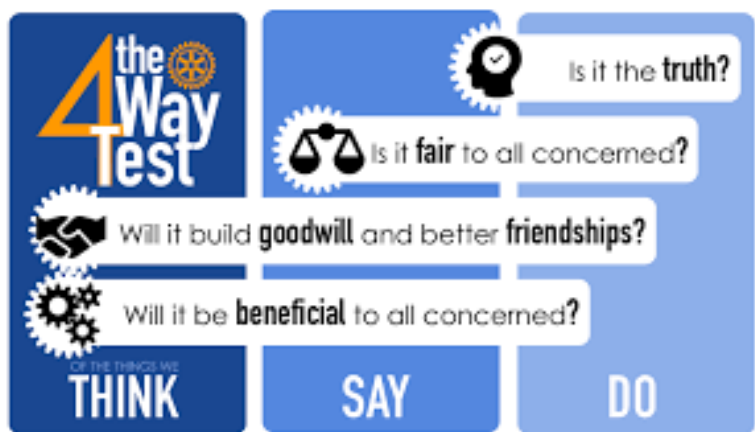 the
4 Way
Test
Is it the truth?
Is it fair to all concerned?
Will it build goodwill and better friendships?
Will it be beneficial to all concerned?
OF THE THINGS WE
THINK
SAY
DO